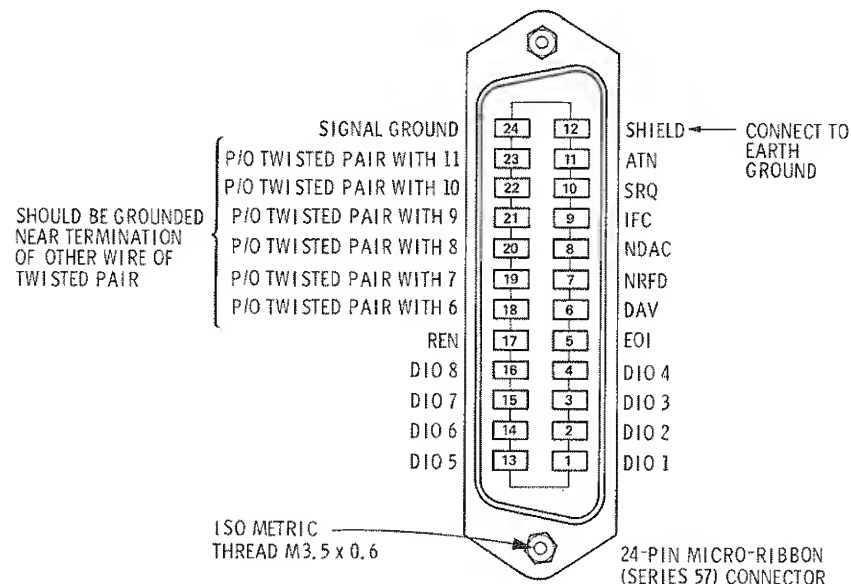 SIGNAL GROUND 24 12 SHIELD
P/O TWISTED PAIR WITH 11 23 11 ATN
P/O TWISTED PAIR WITH 10 22 10 SRQ
P/O TWISTED PAIR WITH 9 21 9 IFC
P/O TWISTED PAIR WITH 8 20 8 NDAC
P/O TWISTED PAIR WITH 7 19 7 NRFD
P/O TWISTED PAIR WITH 6 18 6 DAV
REN 17 5 EOI
DIO 8 16 4 DIO 4
DIO 7 15 3 DIO 3
DIO 6 14 2 DIO 2
DIO 5 13 1 DIO 1
CONNECT TO
EARTH
GROUND
SHOULD BE GROUNDED
NEAR TERMINATION
OF OTHER WIRE OF
TWISTED PAIR
ISO METRIC
THREAD M3.5 x 0.6
24-PIN MICRO-RIBBON
(SERIES 57) CONNECTOR